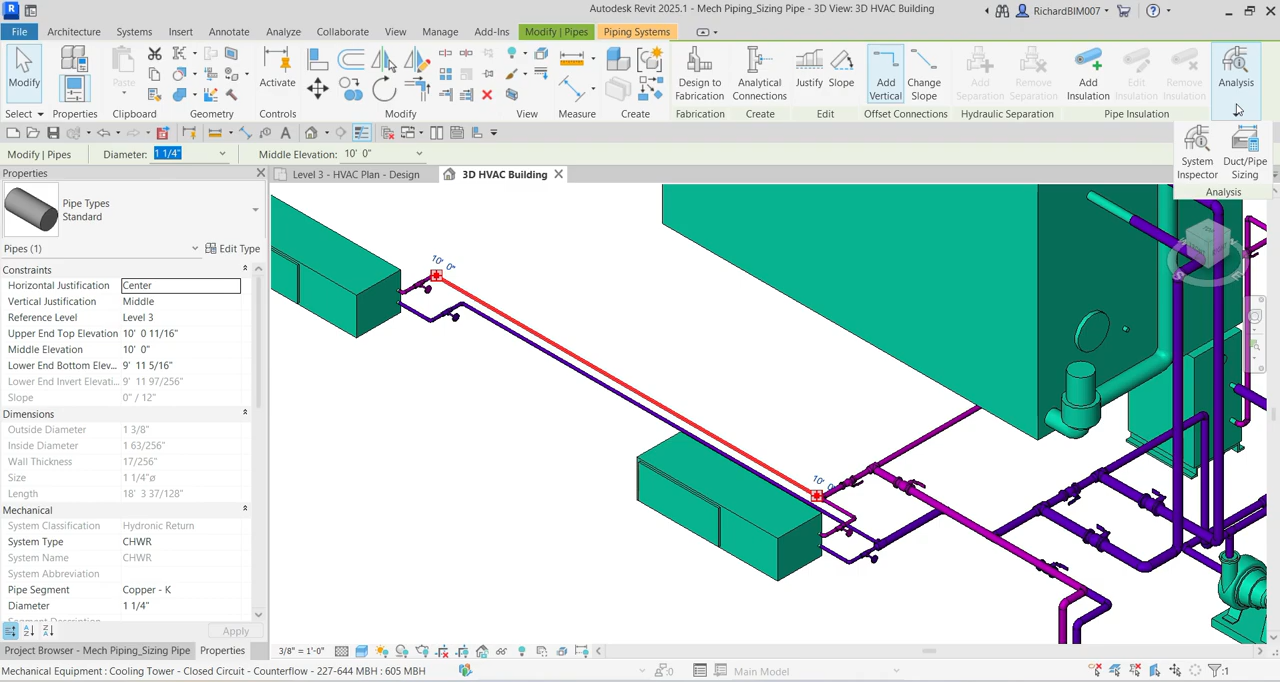 Autodesk Revit 2025.1 - Mech Piping_Sizing Pipe - 3D View: 3D HVAC Building
RichardBIM007
File Architecture Systems Insert Annotate Analyze Collaborate View Manage Add-Ins Modify | Pipes Piping Systems
Modify
Paste
Activate
Design to Fabrication
Analytical Connections
Justify
Slope
Add Vertical
Change Slope
Add Separation
Remove Separation
Add Insulation
Edit Insulation
Remove Insulation
Analysis
Select Properties Clipboard Geometry Controls Modify View Measure Create Fabrication Create Edit Offset Connections Hydraulic Separation Pipe Insulation
Modify | Pipes Diameter: 1 1/4" Middle Elevation: 10' 0"
System Inspector
Duct/Pipe Sizing
Analysis
Properties
Level 3 - HVAC Plan - Design
3D HVAC Building
Pipe Types
Standard
Pipes (1) Edit Type
Constraints
Horizontal Justification Center
Vertical Justification Middle
Reference Level Level 3
Upper End Top Elevation 10' 0 11/16"
Middle Elevation 10' 0"
Lower End Bottom Elev... 9' 11 5/16"
Lower End Invert Elevati... 9' 11 97/256"
Slope 0" / 12"
Dimensions
Outside Diameter 1 3/8"
Inside Diameter 1 63/256"
Wall Thickness 17/256"
Size 1 1/4"ø
Length 18' 3 37/128"
Mechanical
System Classification Hydronic Return
System Type CHWR
System Name
System Abbreviation
Pipe Segment Copper - K
Diameter 1 1/4"
Apply
Project Browser - Mech Piping_Sizing Pipe Properties
10' 0"
10' 0
TOP
3/8" = 1'-0"
Mechanical Equipment : Cooling Tower - Closed Circuit - Counterflow - 227-644 MBH : 605 MBH
:0
Main Model
:1